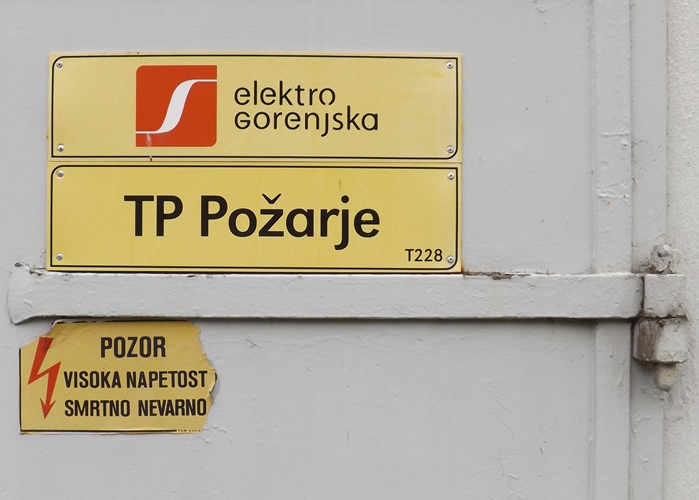 elektro
Gorenjska
TP Požarje
T228
POZOR
VISOKA NAPETOST
SMRTNO NEVARNO